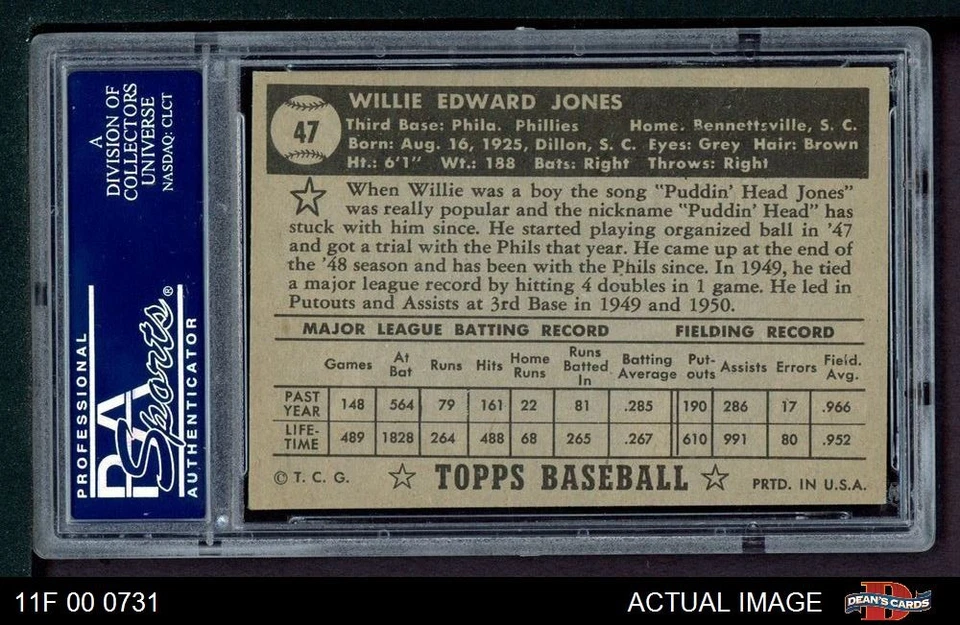 A
DIVISION OF
COLLECTORS
UNIVERSE
NASDAQ: CLCT
PROFESSIONAL
PSA
Sports®
AUTHENTICATOR
47
WILLIE EDWARD JONES
Third Base: Phila. Phillies Home: Bennettsville, S. C.
Born: Aug. 16, 1925, Dillon, S. C. Eyes: Grey Hair: Brown
Ht.: 6'1" Wt.: 188 Bats: Right Throws: Right
When Willie was a boy the song "Puddin' Head Jones"
was really popular and the nickname "Puddin' Head" has
stuck with him since. He started playing organized ball in '47
and got a trial with the Phils that year. He came up at the end of
the '48 season and has been with the Phils since. In 1949, he tied
a major league record by hitting 4 doubles in 1 game. He led in
Putouts and Assists at 3rd Base in 1949 and 1950.
MAJOR LEAGUE BATTING RECORD FIELDING RECORD
Games At Bat Runs Hits Home Runs Runs Batted In Batting Average Put-outs Assists Errors Field. Avg.
PAST YEAR 148 564 79 161 22 81 .285 190 286 17 .966
LIFE-TIME 489 1828 264 488 68 265 .267 610 991 80 .952
© T. C. G. ☆ TOPPS BASEBALL ☆ PRTD. IN U.S.A.
11F 00 0731 ACTUAL IMAGE DEAN'S CARDS